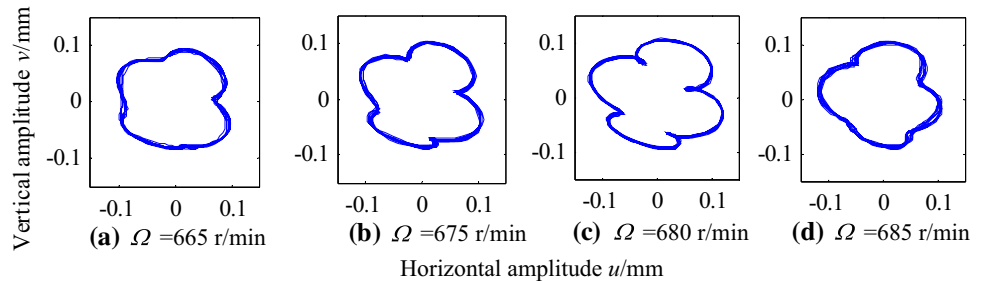 Vertical amplitude v/mm
0.1
0
-0.1
-0.1 0 0.1
(a) Ω =665 r/min
0.1
0
-0.1
-0.1 0 0.1
(b) Ω =675 r/min
0.1
0
-0.1
-0.1 0 0.1
(c) Ω =680 r/min
0.1
0
-0.1
-0.1 0 0.1
(d) Ω =685 r/min
Horizontal amplitude u/mm